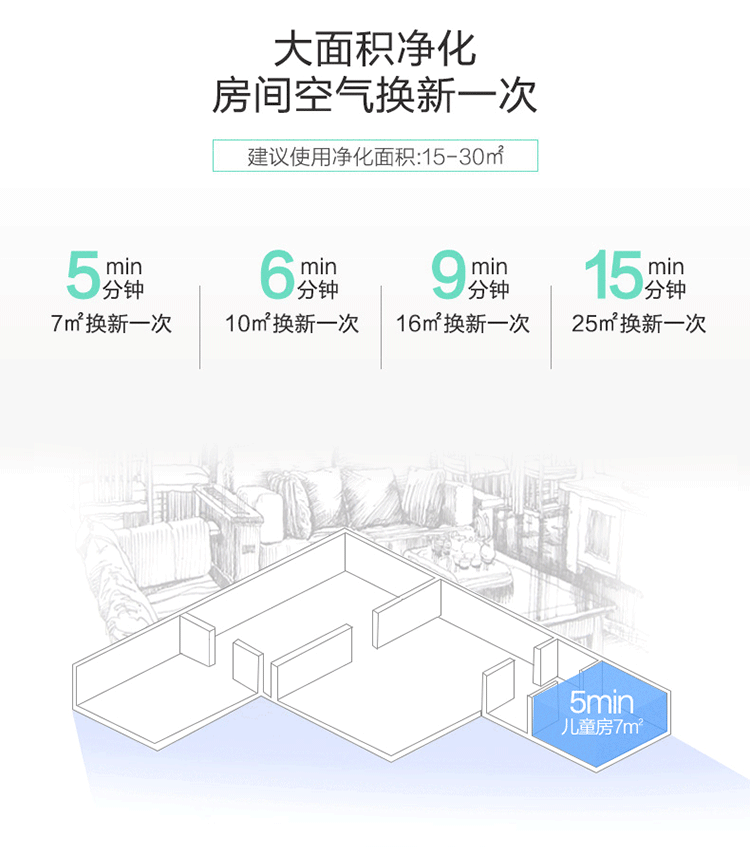 大面积净化
房间空气换新一次
建议使用净化面积:15-30㎡
5 min 分钟
7㎡换新一次
6 min 分钟
10㎡换新一次
9 min 分钟
16㎡换新一次
15 min 分钟
25㎡换新一次
5min
儿童房7m²